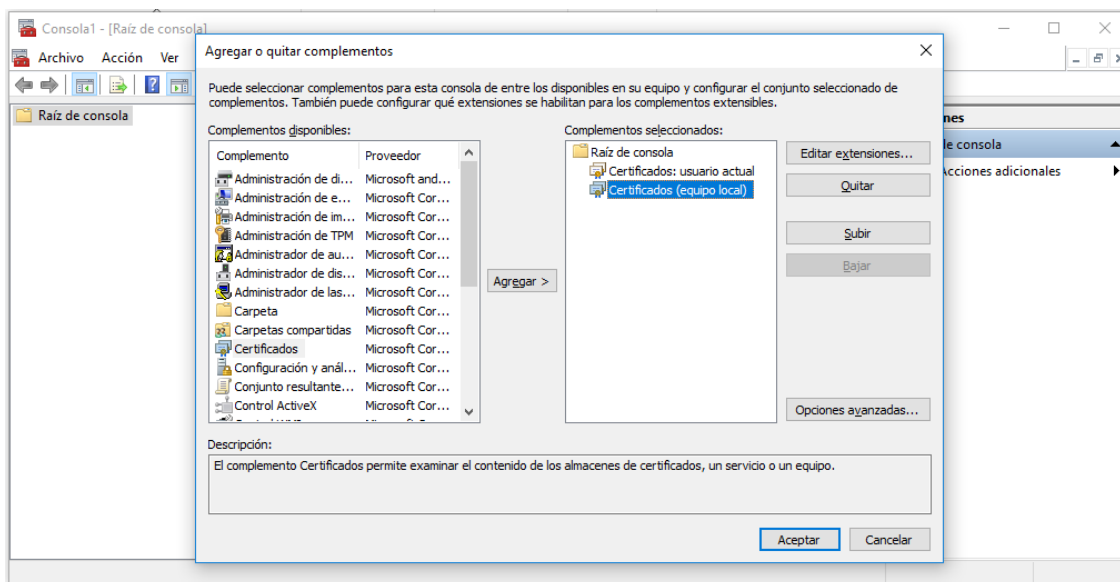 Consola1 - [Raíz de consola]
Archivo Acción Ver
Raíz de consola
Agregar o quitar complementos
Puede seleccionar complementos para esta consola de entre los disponibles en su equipo y configurar el conjunto seleccionado de
complementos. También puede configurar qué extensiones se habilitan para los complementos extensibles.
Complementos disponibles:
Complemento Proveedor
Administración de di... Microsoft and...
Administración de e... Microsoft Cor...
Administración de im... Microsoft Cor...
Administración de TPM Microsoft Cor...
Administrador de au... Microsoft Cor...
Administrador de dis... Microsoft Cor...
Administrador de las... Microsoft Cor...
Carpeta Microsoft Cor...
Carpetas compartidas Microsoft Cor...
Certificados Microsoft Cor...
Configuración y anál... Microsoft Cor...
Conjunto resultante... Microsoft Cor...
Control ActiveX Microsoft Cor...
Agregar >
Complementos seleccionados:
Raíz de consola
Certificados: usuario actual
Certificados (equipo local)
Editar extensiones...
Quitar
Subir
Bajar
Opciones avanzadas...
Descripción:
El complemento Certificados permite examinar el contenido de los almacenes de certificados, un servicio o un equipo.
Aceptar Cancelar
nes
de consola
Acciones adicionales